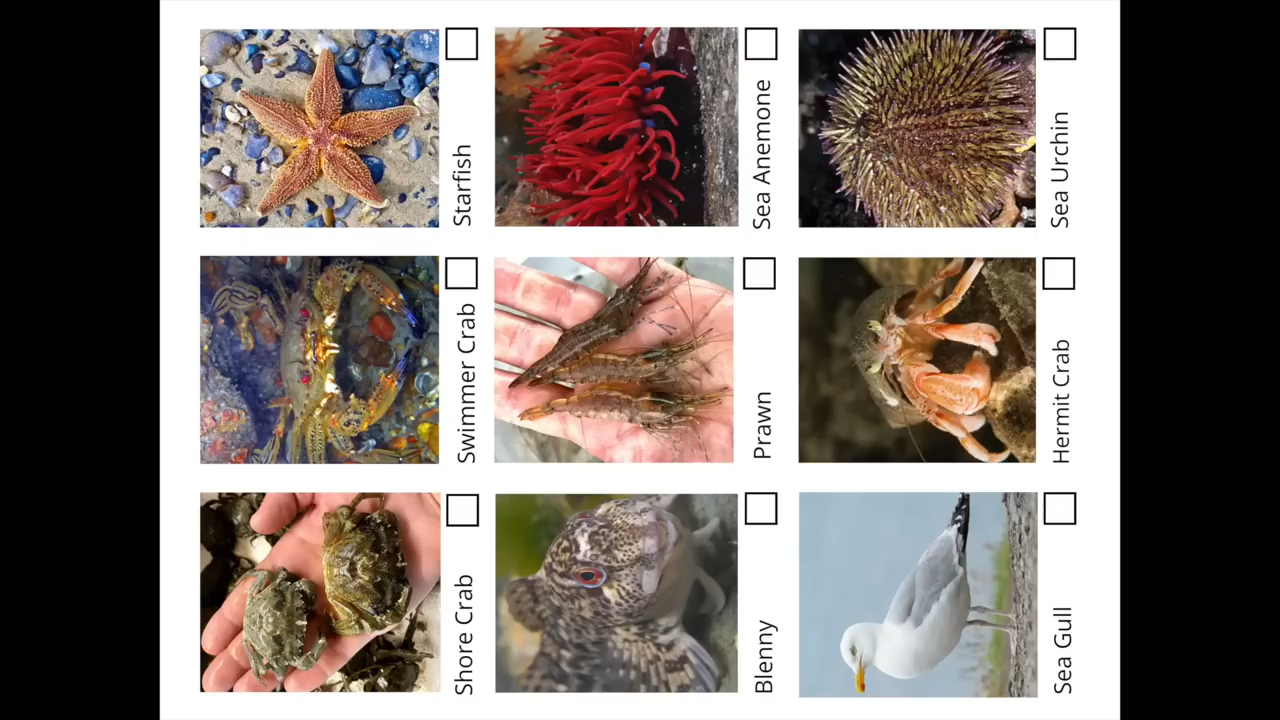 Shore Crab
Swimmer Crab
Starfish
Blenny
Prawn
Sea Anemone
Sea Gull
Hermit Crab
Sea Urchin